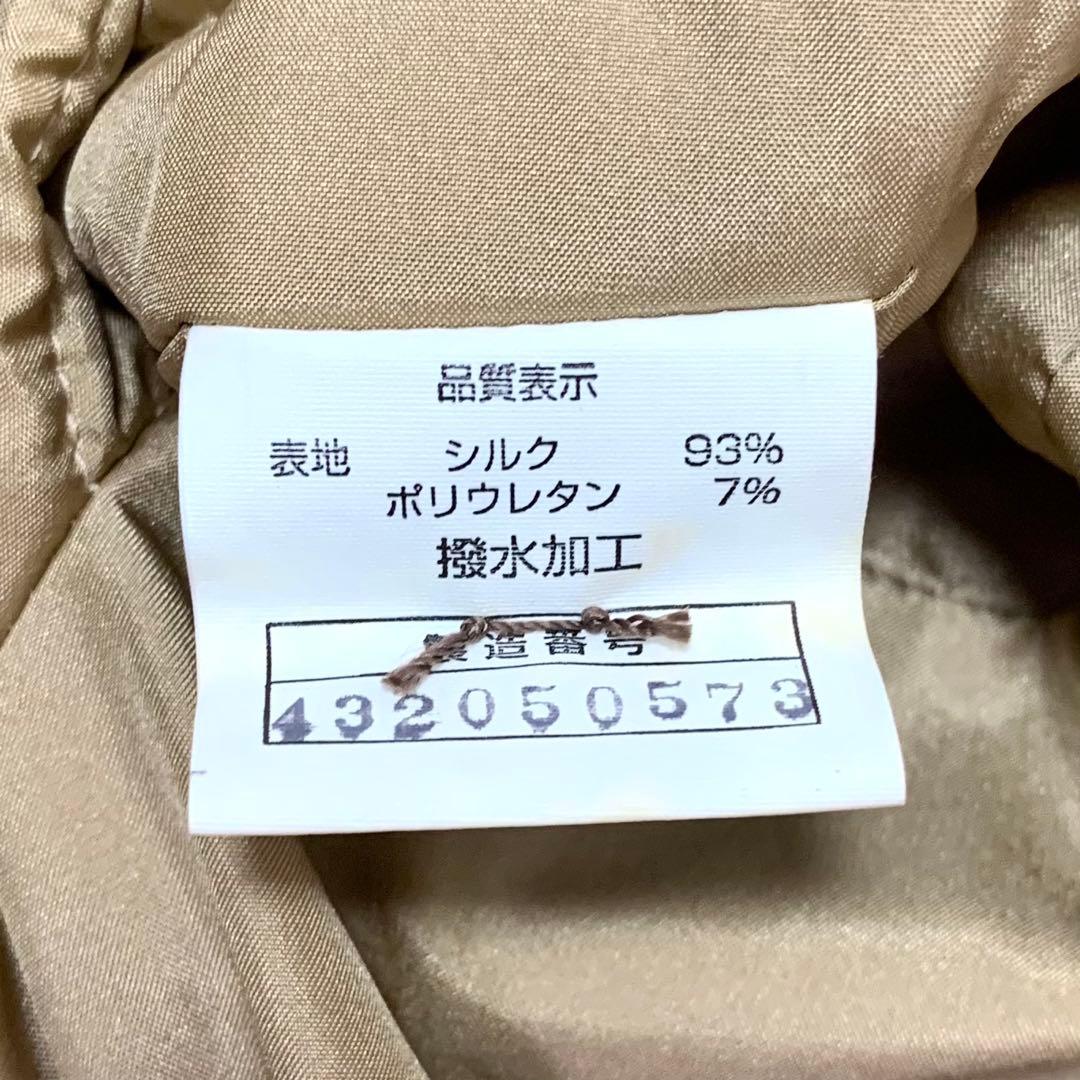 品質表示
表地 シルク 93%
ポリウレタン 7%
撥水加工
製造番号
432050573